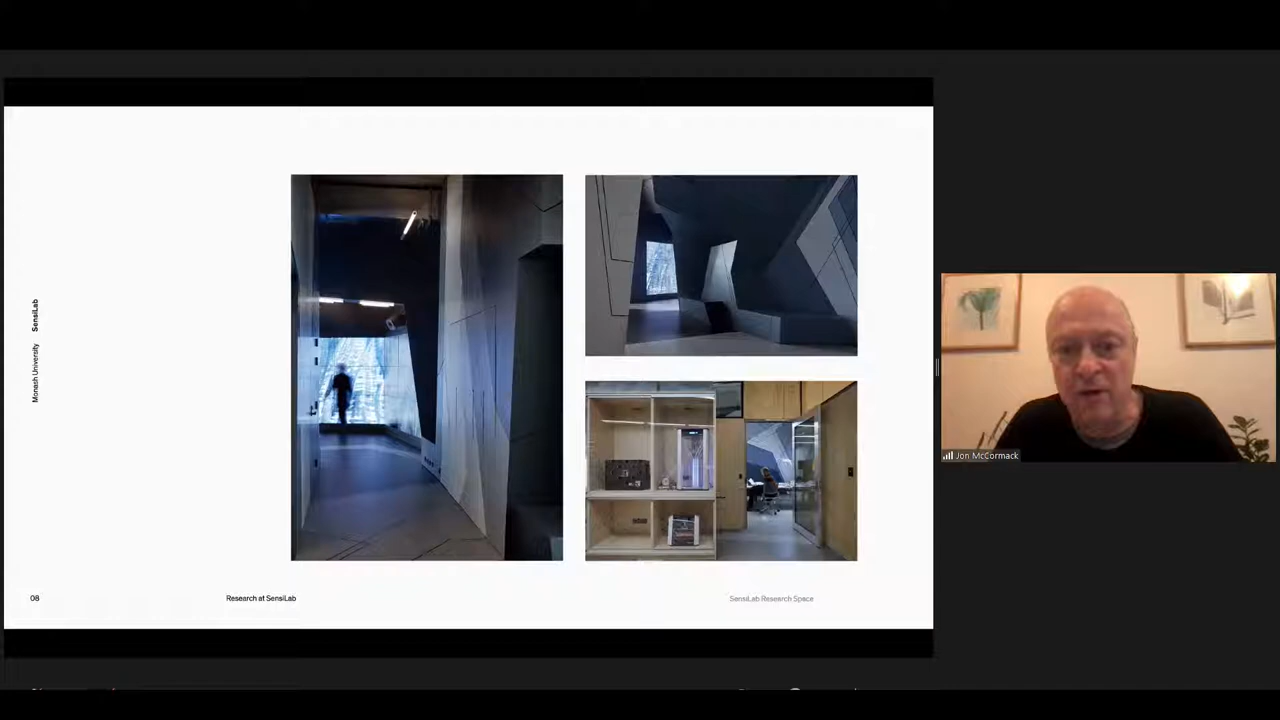 Monash University SensiLab
08
Research at SensiLab
SensiLab Research Space
Jon McCormack